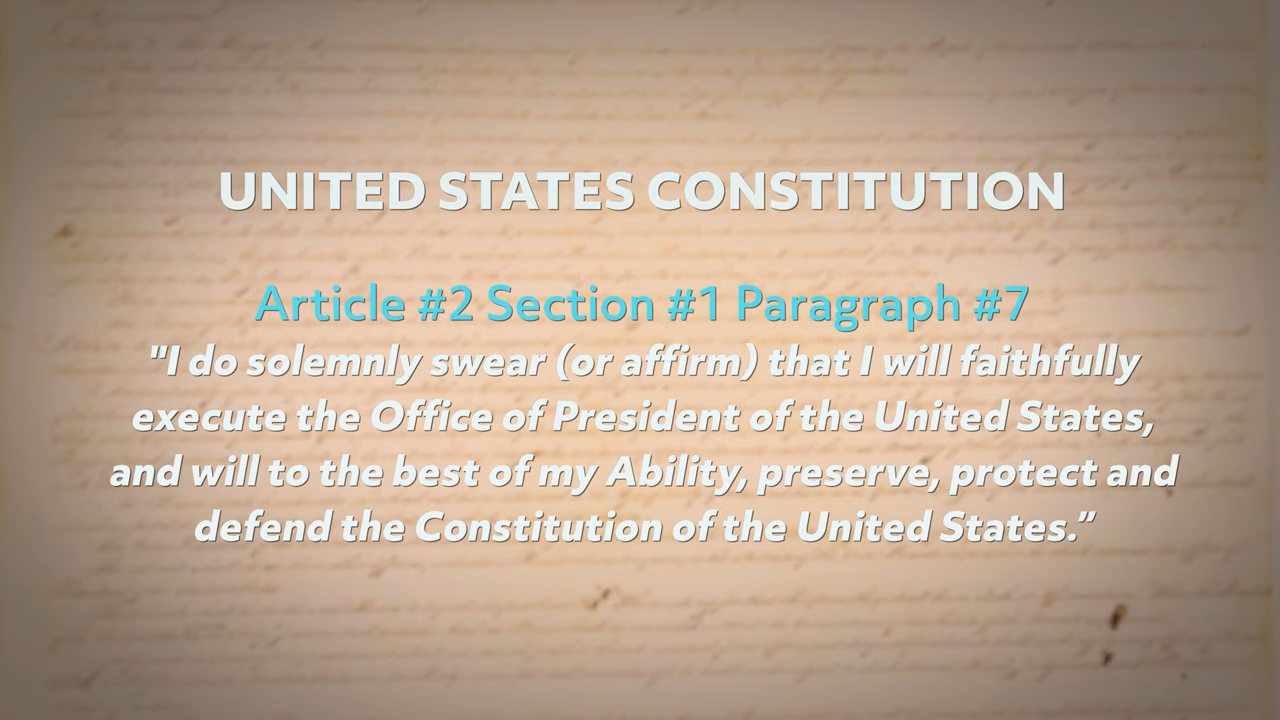 UNITED STATES CONSTITUTION
Article #2 Section #1 Paragraph #7
"I do solemnly swear (or affirm) that I will faithfully
execute the Office of President of the United States,
and will to the best of my Ability, preserve, protect and
defend the Constitution of the United States.”